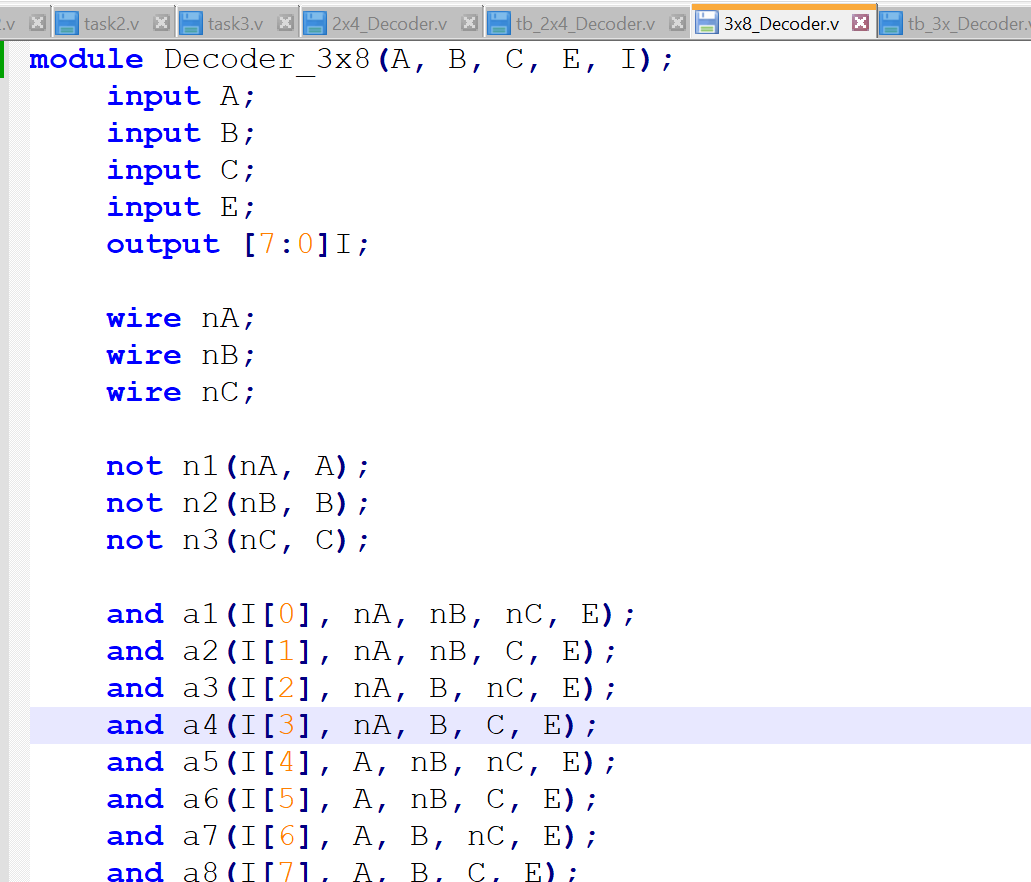 .v task2.v task3.v 2x4_Decoder.v tb_2x4_Decoder.v 3x8_Decoder.v tb_3x_Decoder.
module Decoder_3x8(A, B, C, E, I);
    input A;
    input B;
    input C;
    input E;
    output [7:0]I;
    wire nA;
    wire nB;
    wire nC;
    not n1(nA, A);
    not n2(nB, B);
    not n3(nC, C);
    and a1(I[0], nA, nB, nC, E);
    and a2(I[1], nA, nB, C, E);
    and a3(I[2], nA, B, nC, E);
    and a4(I[3], nA, B, C, E);
    and a5(I[4], A, nB, nC, E);
    and a6(I[5], A, nB, C, E);
    and a7(I[6], A, B, nC, E);
    and a8(I[7], A, B, C, E);